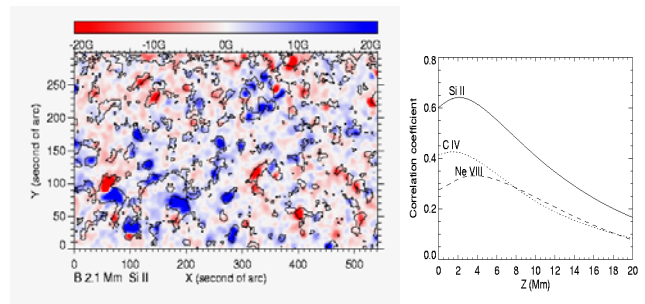 -20G -10G 0G 10G 20G
250
200
150
100
50
0
Y (second of arc)
0 100 200 300 400 500
B 2.1 Mm Si II X (second of arc)
0.8
0.6
0.4
0.2
0.0
Correlation coefficient
Si II
C IV
Ne VIII
0 2 4 6 8 10 12 14 16 18 20
Z (Mm)